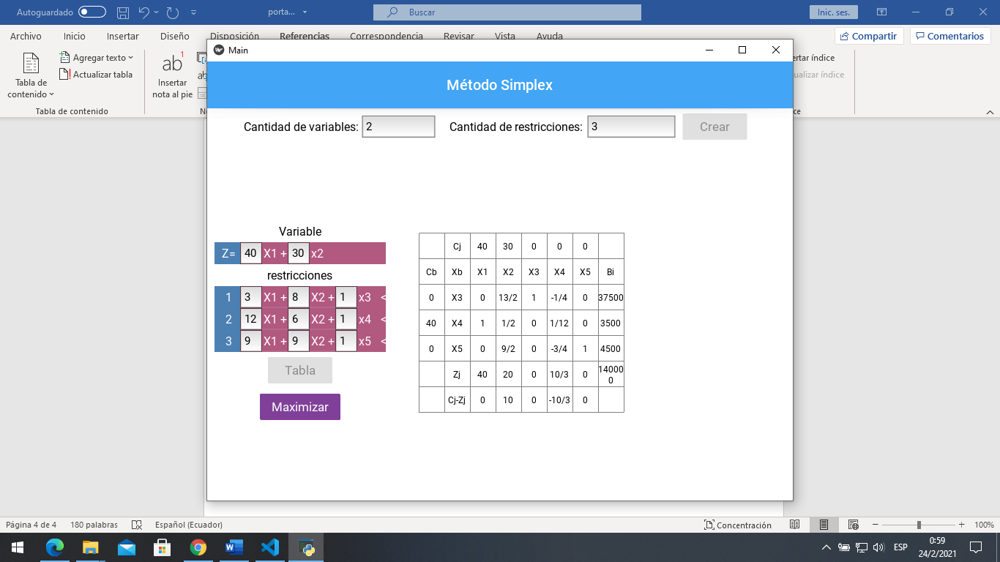 Autoguardado porta... Buscar Inic. ses.
Archivo Inicio Insertar Diseño Disposición Referencias Correspondencia Revisar Vista Ayuda Compartir Comentarios
Tabla de contenido
Agregar texto
Actualizar tabla
Tabla de contenido
ab 1
Insertar nota al pie
ertar índice
ualizar índice
Main
Método Simplex
Cantidad de variables: 2 Cantidad de restricciones: 3 Crear
Variable
Z= 40 X1 + 30 x2
restricciones
1 3 X1 + 8 X2 + 1 x3 <
2 12 X1 + 6 X2 + 1 x4 <
3 9 X1 + 9 X2 + 1 x5 <
Tabla
Maximizar
Cj 40 30 0 0 0
Cb Xb X1 X2 X3 X4 X5 Bi
0 X3 0 13/2 1 -1/4 0 37500
40 X4 1 1/2 0 1/12 0 3500
0 X5 0 9/2 0 -3/4 1 4500
Zj 40 20 0 10/3 0 140000
Cj-Zj 0 10 0 -10/3 0
Página 4 de 4 180 palabras Español (Ecuador) Concentración 100%
ESP 0:59
24/2/2021